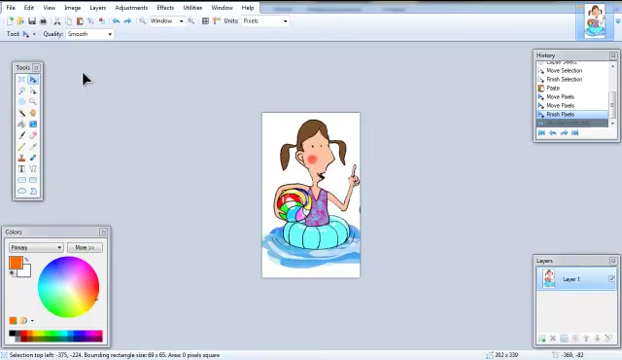 File Edit View Image Layers Adjustments Effects Utilities Window Help
Window Units: Pixels
Tool: Quality: Smooth
Tools
History
Move Selection
Finish Selection
Paste
Move Pixels
Move Pixels
Finish Pixels
Colors
Primary More >>
Layers
Layer 1
Selection top left: -375, -224. Bounding rectangle size: 69 x 65. Area: 0 pixels square 202 x 339 -369, -82